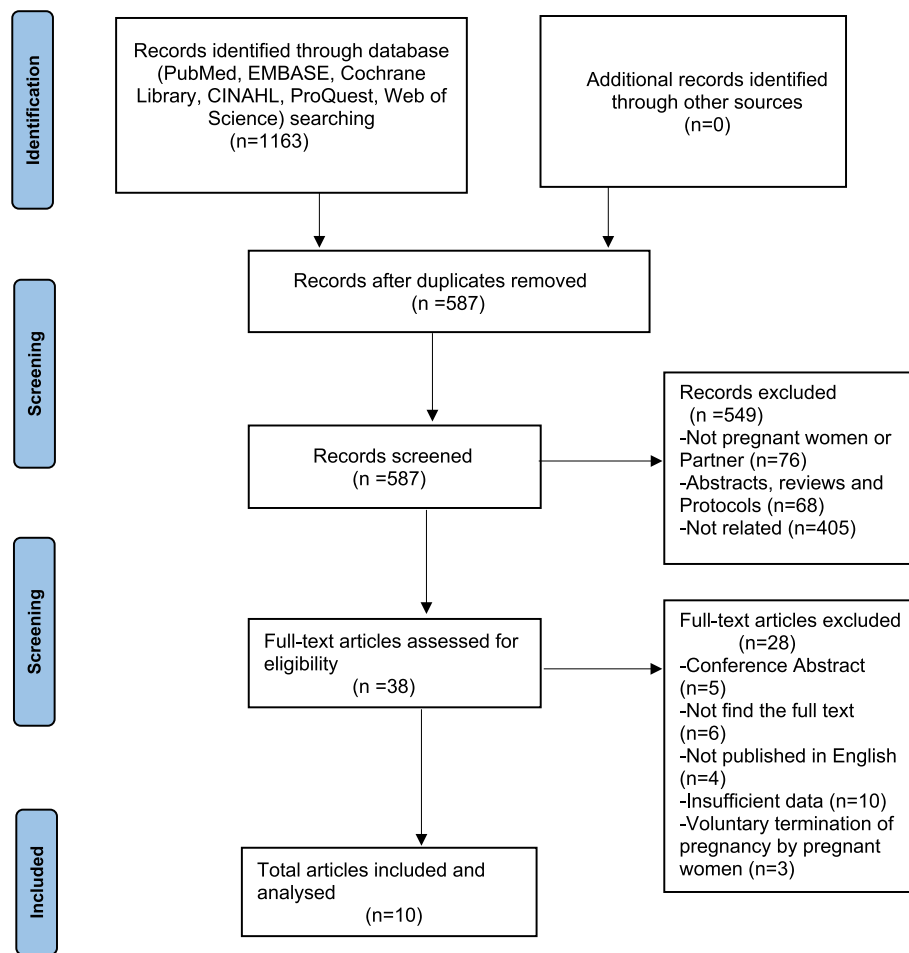 Identification
Records identified through database
(PubMed, EMBASE, Cochrane
Library, CINAHL, ProQuest, Web of
Science) searching
(n=1163)
Additional records identified
through other sources
(n=0)
Records after duplicates removed
(n =587)
Screening
Records screened
(n =587)
Records excluded
(n =549)
-Not pregnant women or
Partner (n=76)
-Abstracts, reviews and
Protocols (n=68)
-Not related (n=405)
Screening
Full-text articles assessed for
eligibility
(n =38)
Full-text articles excluded
(n=28)
-Conference Abstract
(n=5)
-Not find the full text
(n=6)
-Not published in English
(n=4)
-Insufficient data (n=10)
-Voluntary termination of
pregnancy by pregnant
women (n=3)
Included
Total articles included and
analysed
(n=10)